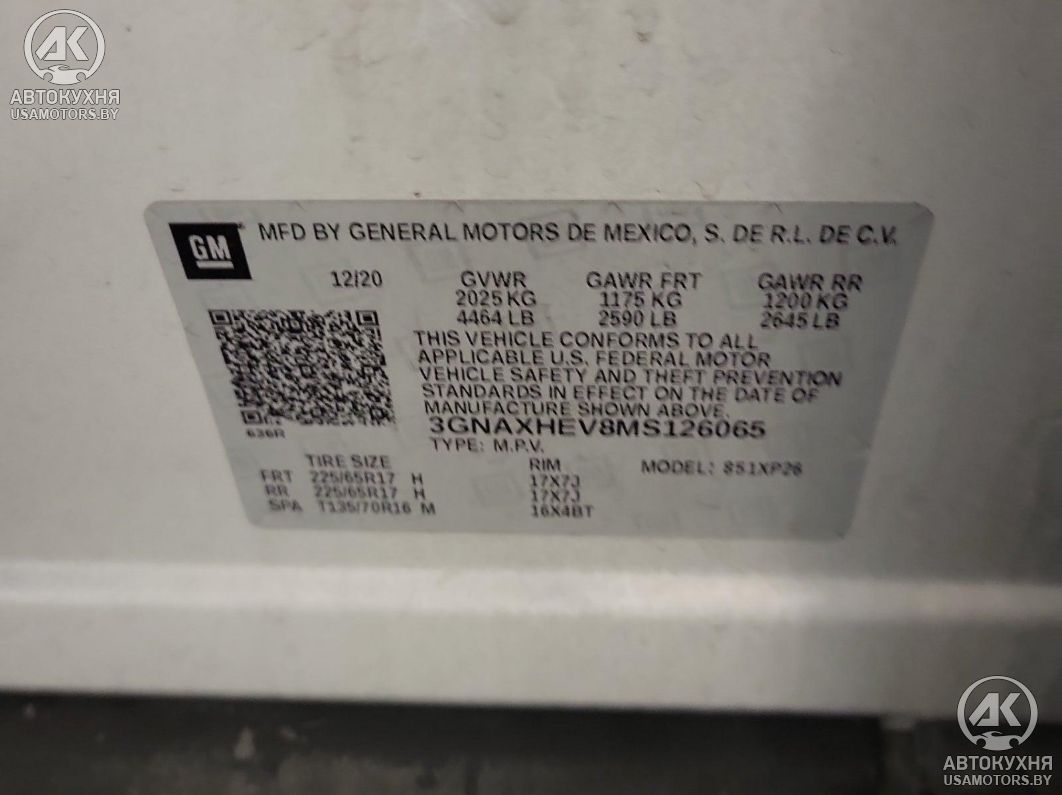 AK
АВТОКУХНЯ
USAMOTORS.BY
GM
MFD BY GENERAL MOTORS DE MEXICO, S. DE R.L. DE C.V.
12/20 GVWR GAWR FRT GAWR RR
2025 KG 1175 KG 1200 KG
4464 LB 2590 LB 2645 LB
THIS VEHICLE CONFORMS TO ALL
APPLICABLE U.S. FEDERAL MOTOR
VEHICLE SAFETY AND THEFT PREVENTION
STANDARDS IN EFFECT ON THE DATE OF
MANUFACTURE SHOWN ABOVE.
636R
3GNAXHEV8MS126065
TYPE: M.P.V.
TIRE SIZE RIM MODEL: 851XP26
FRT 225/65R17 H 17X7J
RR 225/65R17 H 17X7J
SPA T135/70R16 M 16X4BT
AK
АВТОКУХНЯ
USAMOTORS.BY